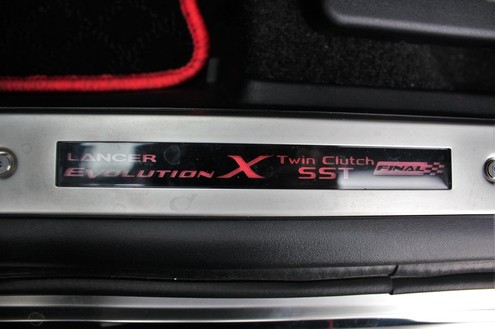 LANCER
EVOLUTION X
Twin Clutch
SST
FINAL